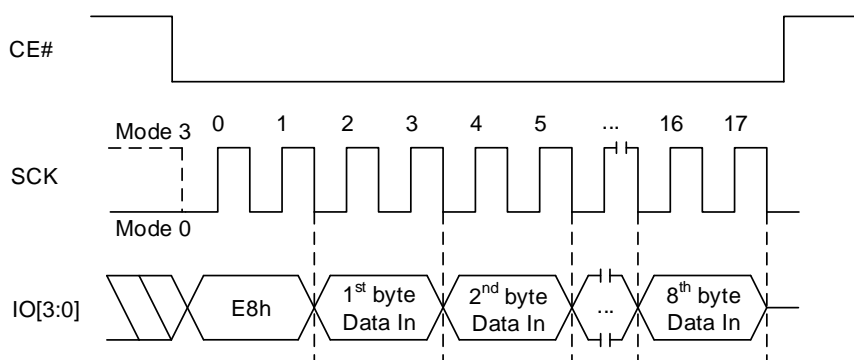 CE#
Mode 3 0 1 2 3 4 5 ... 16 17
SCK
Mode 0
IO[3:0] E8h 1st byte Data In 2nd byte Data In ... 8th byte Data In